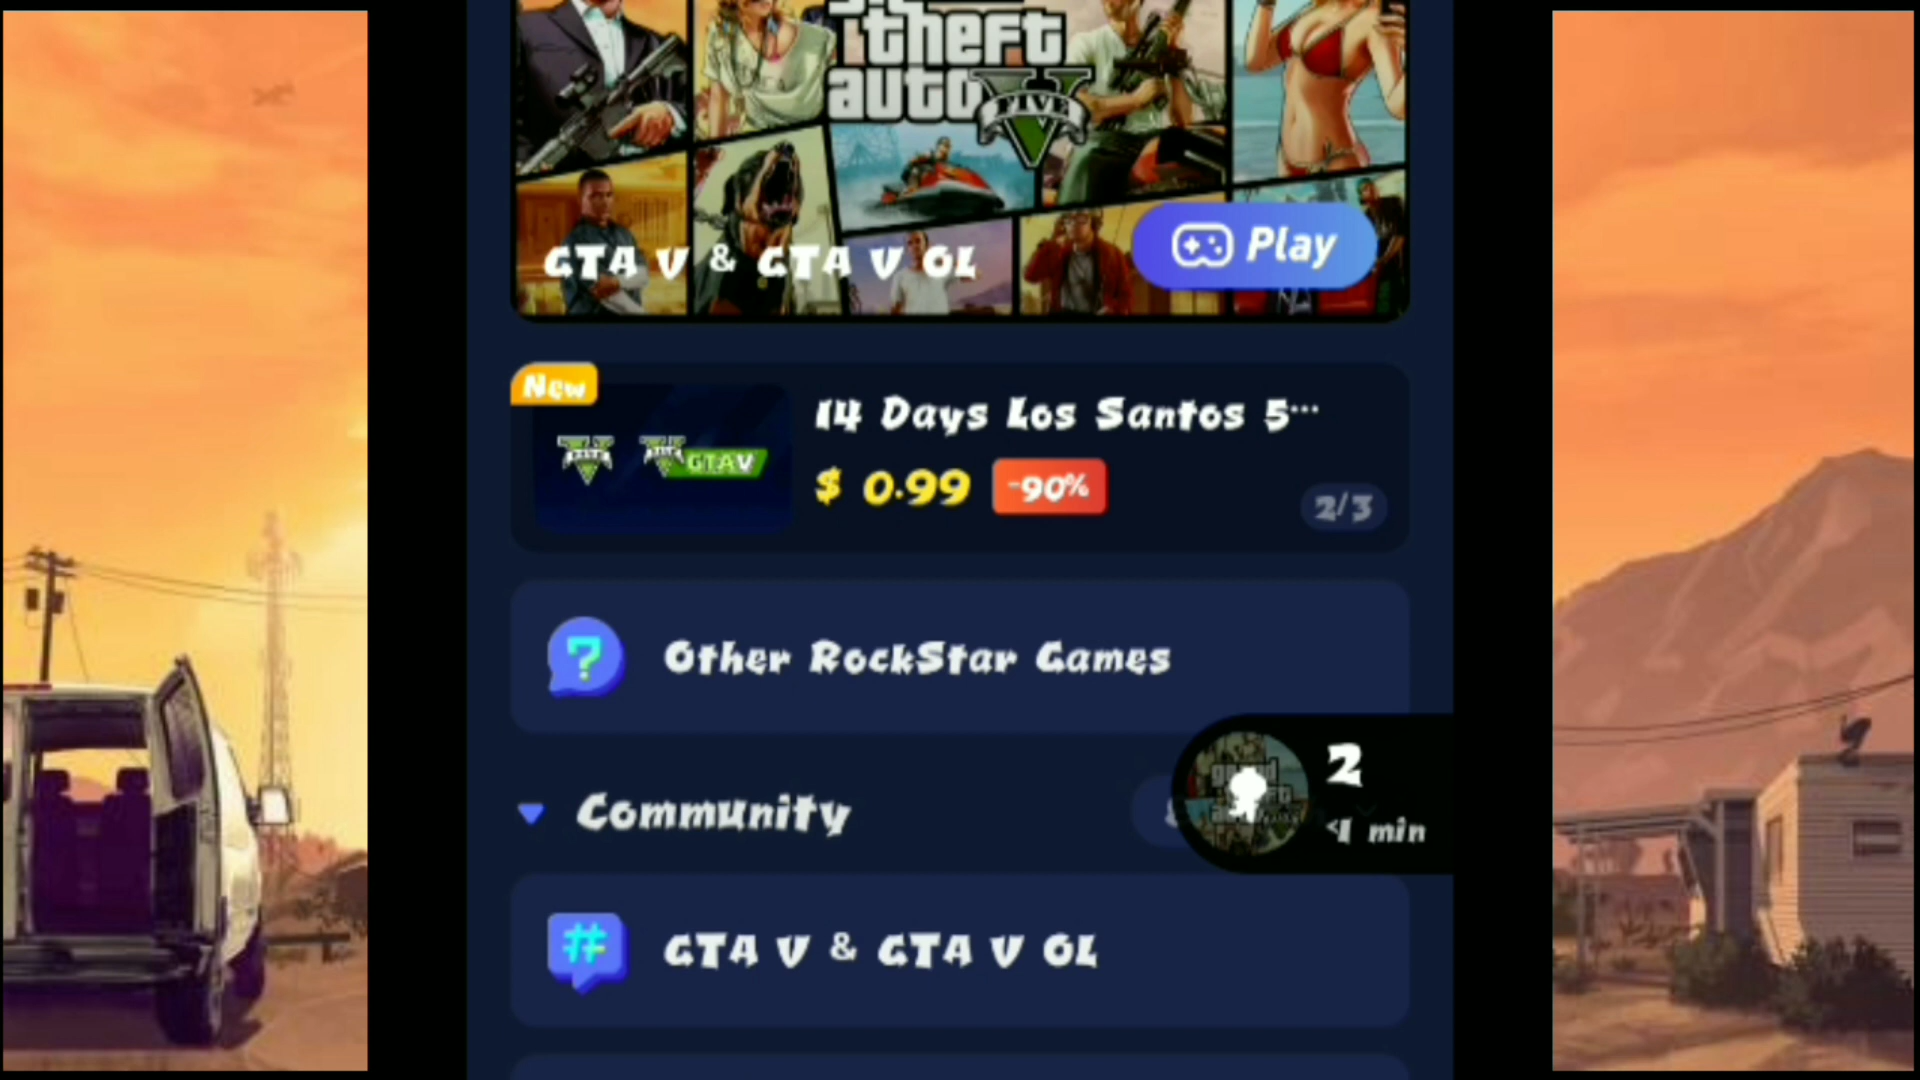 theft
auto
FIVE
GTA V & GTA V OL
Play
New
GTAV
14 Days Los Santos 5...
$ 0.99
-90%
2/3
Other RockStar Games
Community
2
<1 min
GTA V & GTA V OL